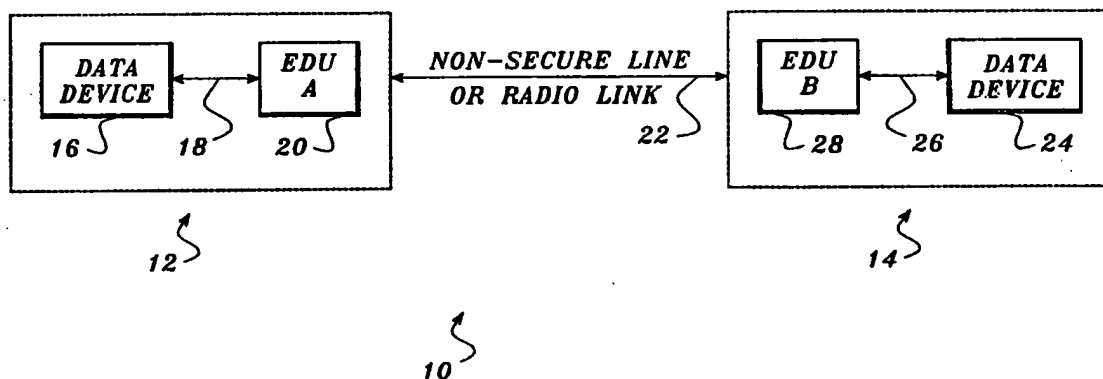 DATA
DEVICE
EDU
A
NON-SECURE LINE
OR RADIO LINK
EDU
B
DATA
DEVICE
16
18
20
22
28
26
24
12
14
10